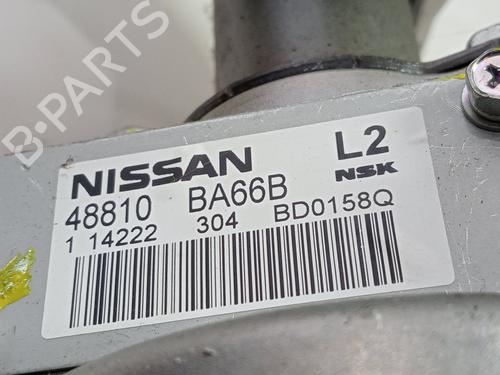 B-PARTS
NISSAN L2
NSK
48810 BA66B
1 14222 304 BD0158Q